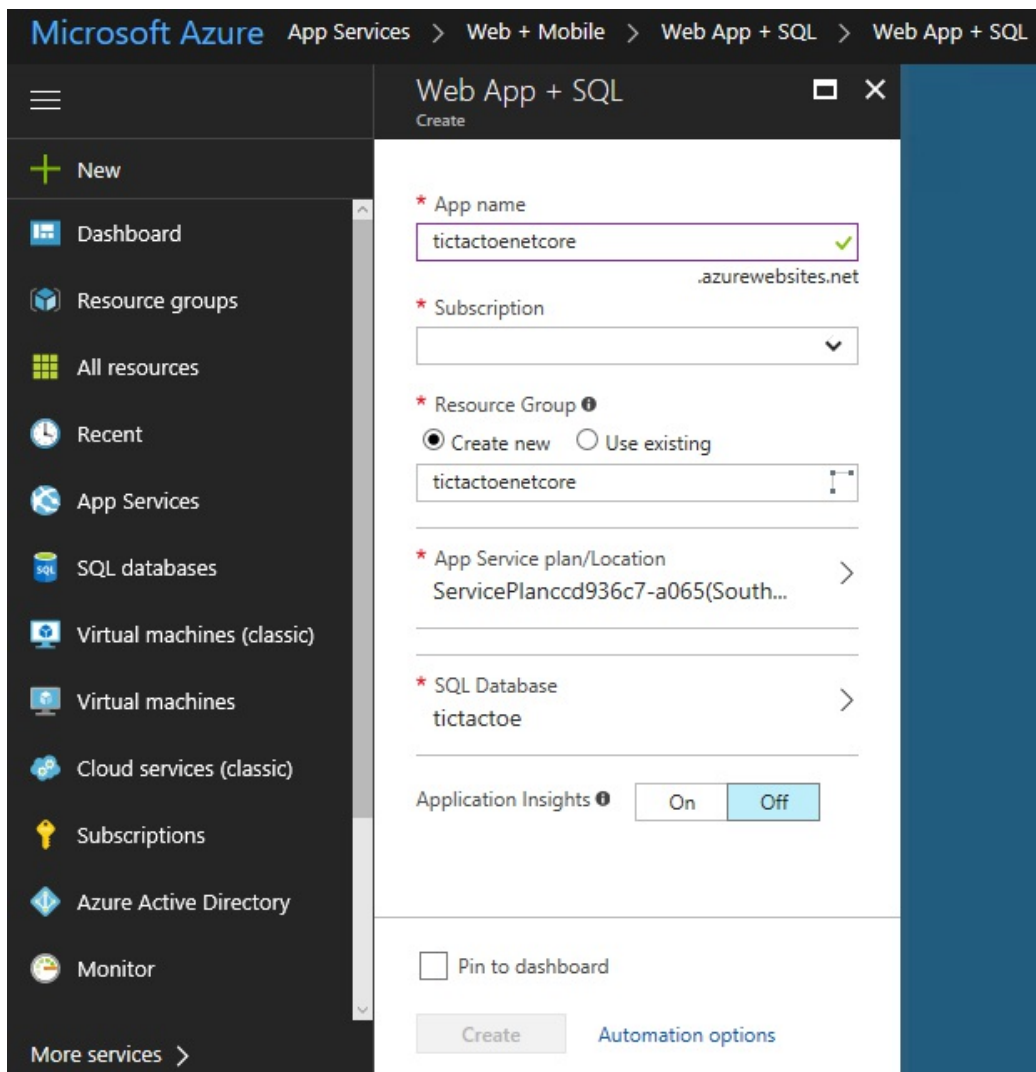 Microsoft Azure App Services > Web + Mobile > Web App + SQL > Web App + SQL
Web App + SQL
Create
New
Dashboard
Resource groups
All resources
Recent
App Services
SQL databases
Virtual machines (classic)
Virtual machines
Cloud services (classic)
Subscriptions
Azure Active Directory
Monitor
More services >
* App name
tictactoenetcore
.azurewebsites.net
* Subscription
* Resource Group
Create new Use existing
tictactoenetcore
* App Service plan/Location
ServicePlanccd936c7-a065(South...
* SQL Database
tictactoe
Application Insights On Off
Pin to dashboard
Create Automation options